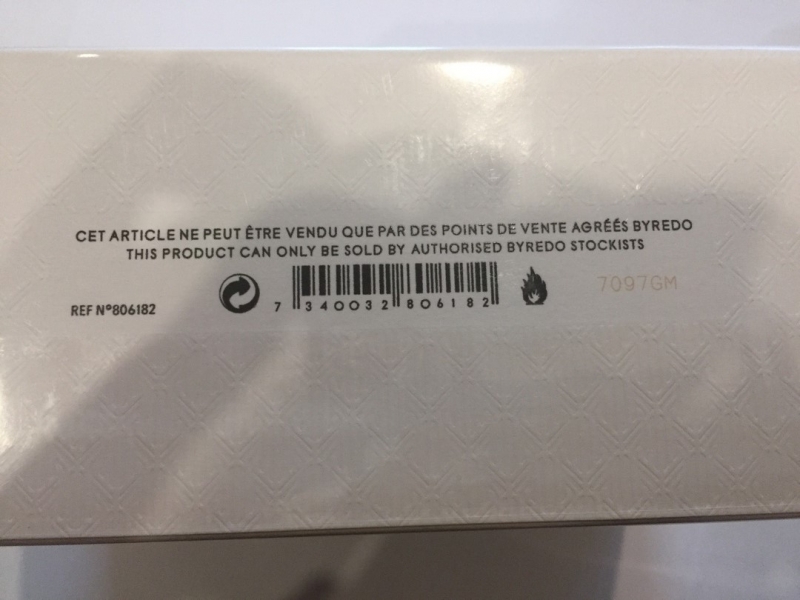 CET ARTICLE NE PEUT ÊTRE VENDU QUE PAR DES POINTS DE VENTE AGRÉÉS BYREDO
THIS PRODUCT CAN ONLY BE SOLD BY AUTHORISED BYREDO STOCKISTS
REF Nº806182
7 340032 806182
7097GM